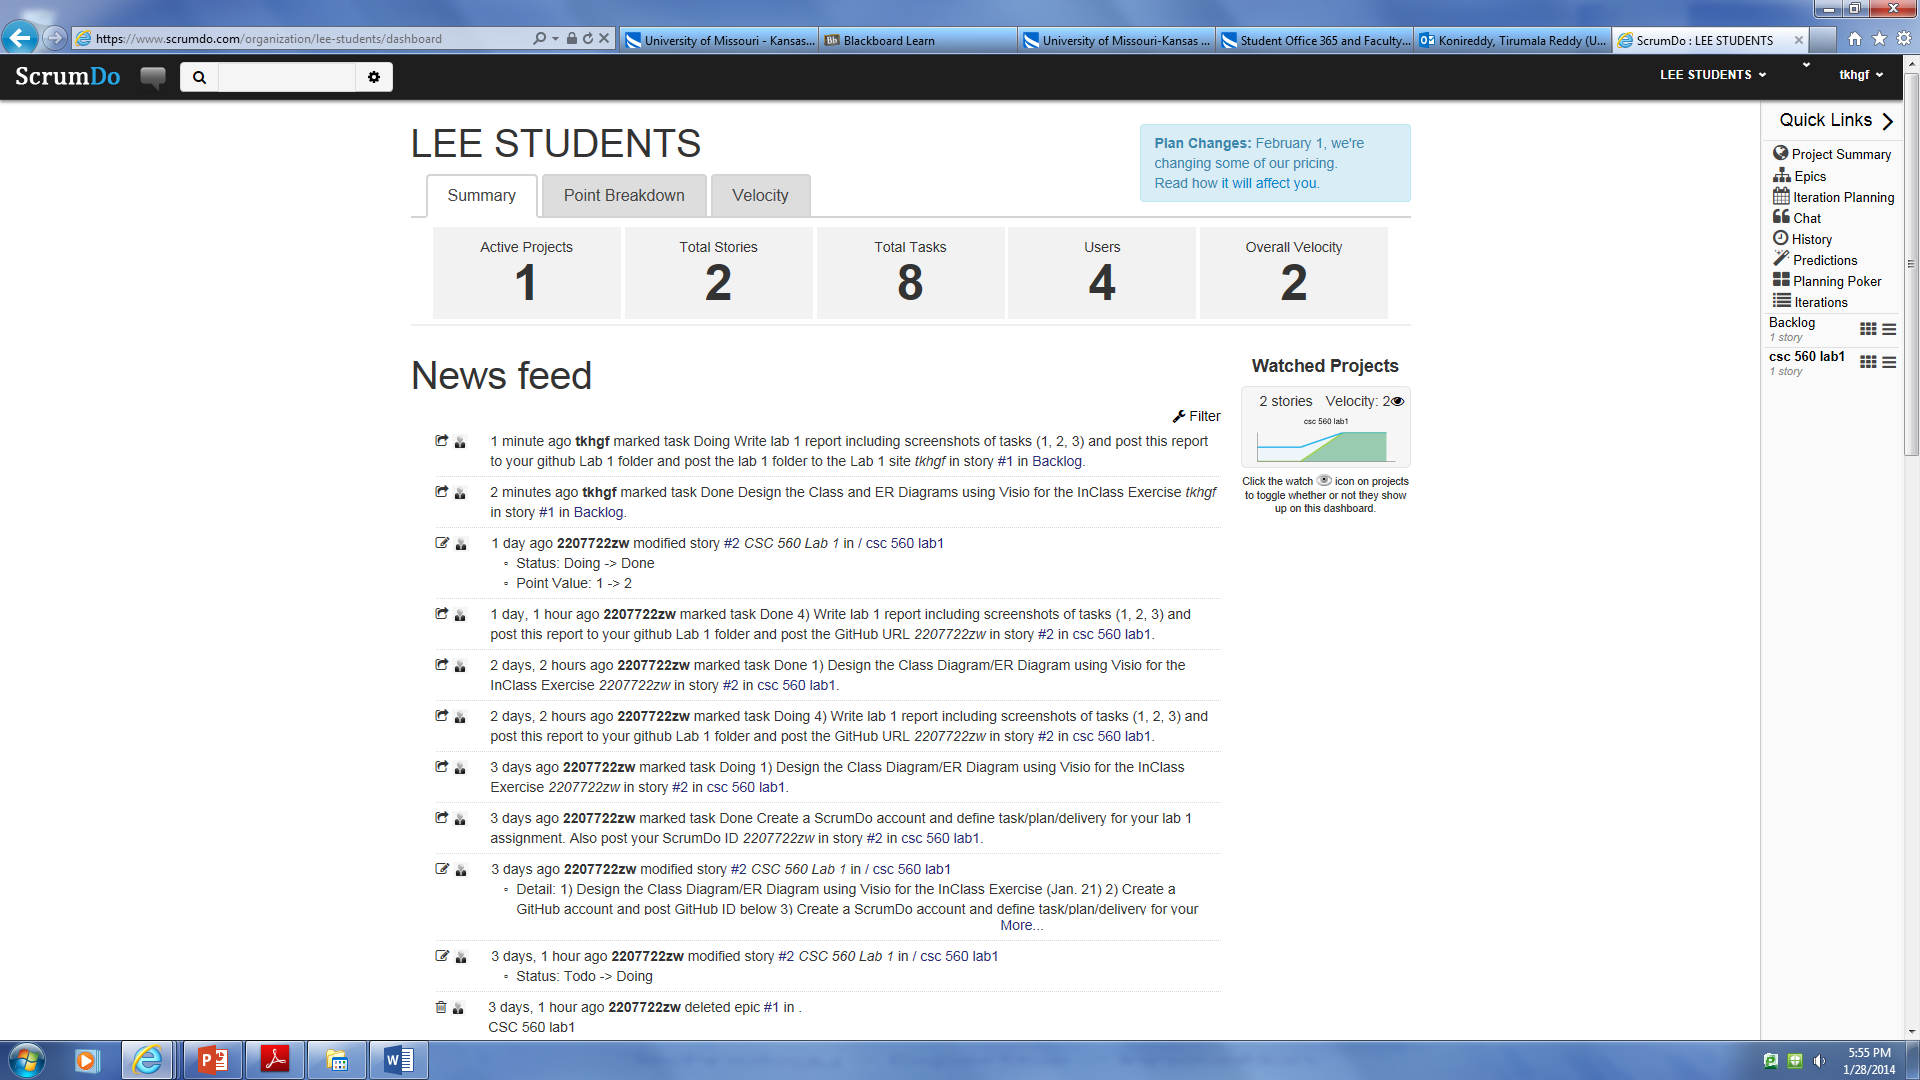 https://www.scrumdo.com/organization/lee-students/dashboard
University of Missouri - Kansas...
Blackboard Learn
University of Missouri-Kansas ...
Student Office 365 and Faculty...
Konireddy, Tirumala Reddy (U...
ScrumDo : LEE STUDENTS
ScrumDo
LEE STUDENTS
tkhgf
LEE STUDENTS
Plan Changes: February 1, we're
changing some of our pricing.
Read how it will affect you.
Summary
Point Breakdown
Velocity
Active Projects
1
Total Stories
2
Total Tasks
8
Users
4
Overall Velocity
2
News feed
Filter
1 minute ago tkhgf marked task Doing Write lab 1 report including screenshots of tasks (1, 2, 3) and post this report
to your github Lab 1 folder and post the lab 1 folder to the Lab 1 site tkhgf in story #1 in Backlog.
2 minutes ago tkhgf marked task Done Design the Class and ER Diagrams using Visio for the InClass Exercise tkhgf
in story #1 in Backlog.
1 day ago 2207722zw modified story #2 CSC 560 Lab 1 in / csc 560 lab1
Status: Doing -> Done
Point Value: 1 -> 2
1 day, 1 hour ago 2207722zw marked task Done 4) Write lab 1 report including screenshots of tasks (1, 2, 3) and
post this report to your github Lab 1 folder and post the GitHub URL 2207722zw in story #2 in csc 560 lab1.
2 days, 2 hours ago 2207722zw marked task Done 1) Design the Class Diagram/ER Diagram using Visio for the
InClass Exercise 2207722zw in story #2 in csc 560 lab1.
2 days, 2 hours ago 2207722zw marked task Doing 4) Write lab 1 report including screenshots of tasks (1, 2, 3) and
post this report to your github Lab 1 folder and post the GitHub URL 2207722zw in story #2 in csc 560 lab1.
3 days ago 2207722zw marked task Doing 1) Design the Class Diagram/ER Diagram using Visio for the InClass
Exercise 2207722zw in story #2 in csc 560 lab1.
3 days ago 2207722zw marked task Done Create a ScrumDo account and define task/plan/delivery for your lab 1
assignment. Also post your ScrumDo ID 2207722zw in story #2 in csc 560 lab1.
3 days ago 2207722zw modified story #2 CSC 560 Lab 1 in / csc 560 lab1
Detail: 1) Design the Class Diagram/ER Diagram using Visio for the InClass Exercise (Jan. 21) 2) Create a
GitHub account and post GitHub ID below 3) Create a ScrumDo account and define task/plan/delivery for your
More...
3 days, 1 hour ago 2207722zw modified story #2 CSC 560 Lab 1 in / csc 560 lab1
Status: Todo -> Doing
3 days, 1 hour ago 2207722zw deleted epic #1 in .
CSC 560 lab1
Watched Projects
2 stories Velocity: 2
csc 560 lab1
Click the watch icon on projects
to toggle whether or not they show
up on this dashboard.
Quick Links
Project Summary
Epics
Iteration Planning
Chat
History
Predictions
Planning Poker
Iterations
Backlog
1 story
csc 560 lab1
1 story
5:55 PM
1/28/2014